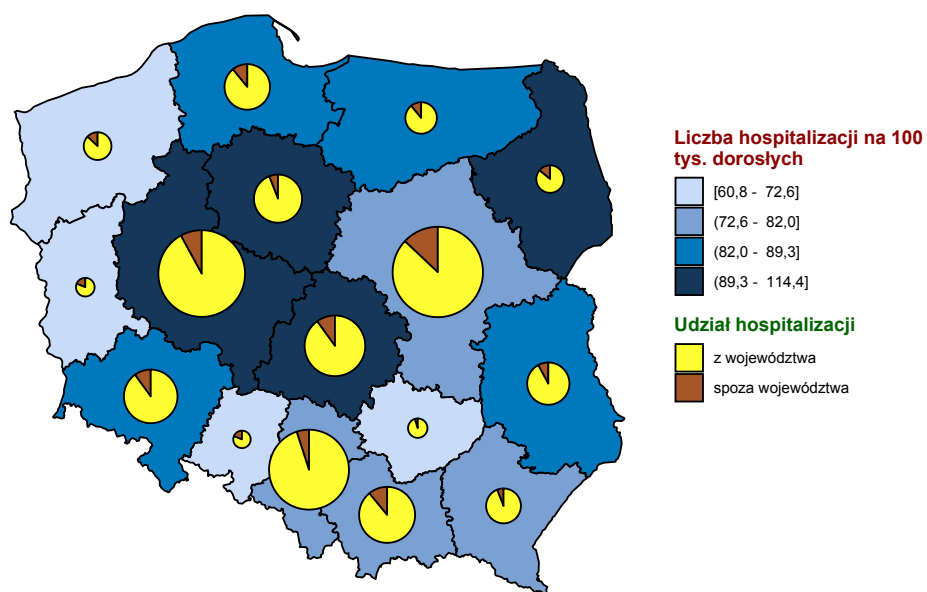 Liczba hospitalizacji na 100
tys. dorosłych
[60,8 - 72,6]
(72,6 - 82,0]
(82,0 - 89,3]
(89,3 - 114,4]
Udział hospitalizacji
z województwa
spoza województwa